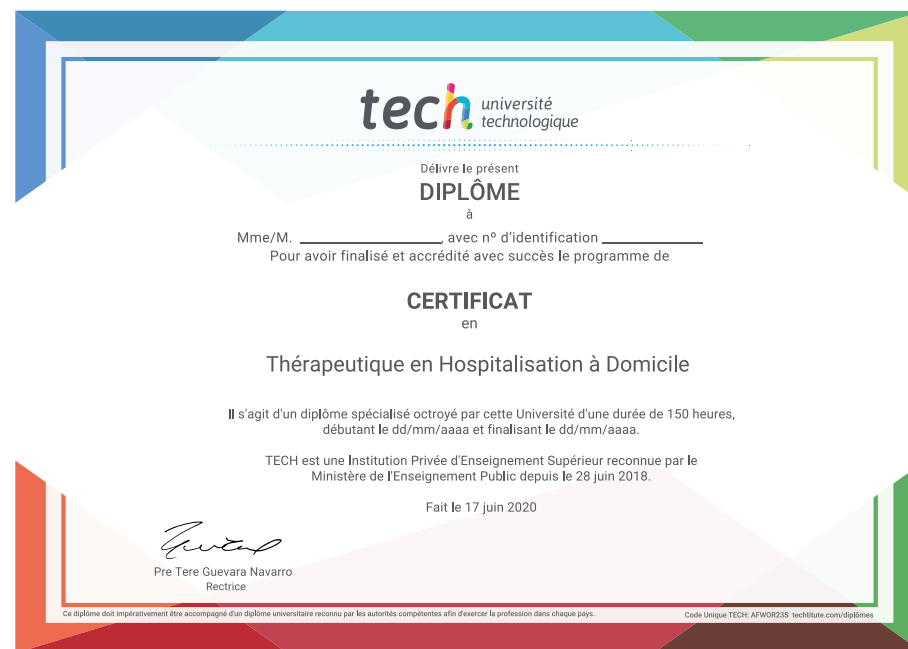 tech université
technologique
Délivre le présent
DIPLÔME
à
Mme/M. ____________________, avec nº d'identification ______________
Pour avoir finalisé et accrédité avec succès le programme de
CERTIFICAT
en
Thérapeutique en Hospitalisation à Domicile
Il s'agit d'un diplôme spécialisé octroyé par cette Université d'une durée de 150 heures,
débutant le dd/mm/aaaa et finalisant le dd/mm/aaaa.
TECH est une Institution Privée d'Enseignement Supérieur reconnue par le
Ministère de l'Enseignement Public depuis le 28 juin 2018.
Fait le 17 juin 2020
Pre Tere Guevara Navarro
Rectrice
Ce diplôme doit impérativement être accompagné d'un diplôme universitaire reconnu par les autorités compétentes afin d'exercer la profession dans chaque pays.
Code Unique TECH: AFWOR23S techtitute.com/diplômes